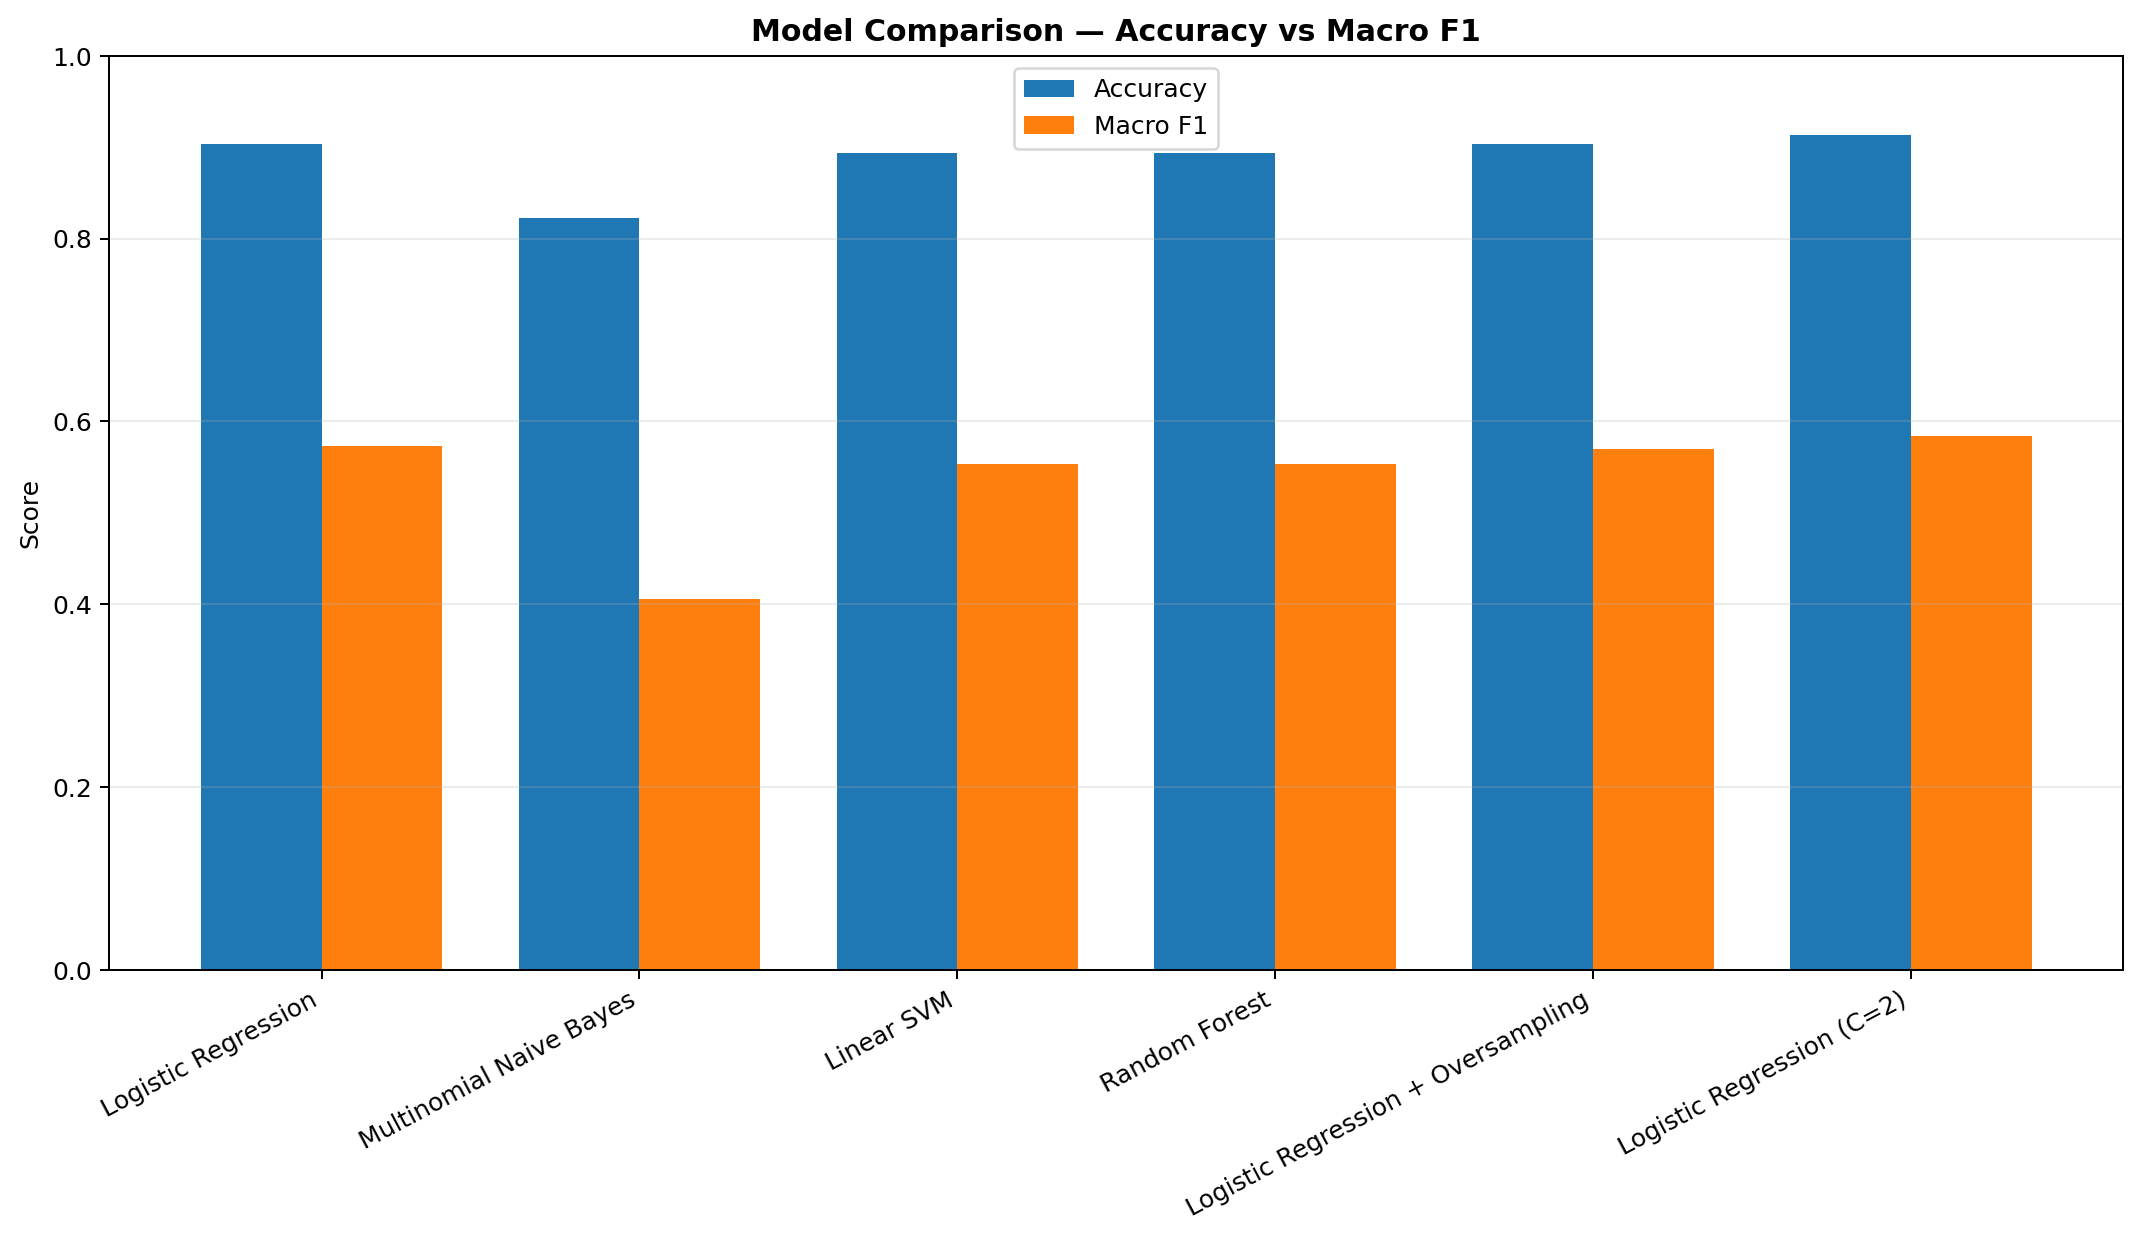 Model Comparison — Accuracy vs Macro F1
Accuracy
Macro F1
1.0
0.8
0.6
0.4
0.2
0.0
Score
Logistic Regression
Multinomial Naive Bayes
Linear SVM
Random Forest
Logistic Regression + Oversampling
Logistic Regression (C=2)